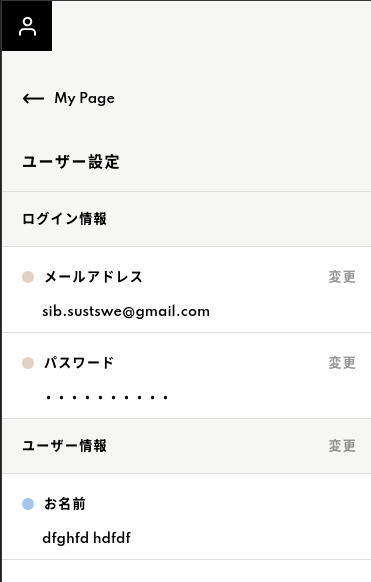 My Page
ユーザー設定
ログイン情報
メールアドレス 変更
sib.sustswe@gmail.com
パスワード 変更
••••••••••
ユーザー情報 変更
お名前
dfghfd hdfdf